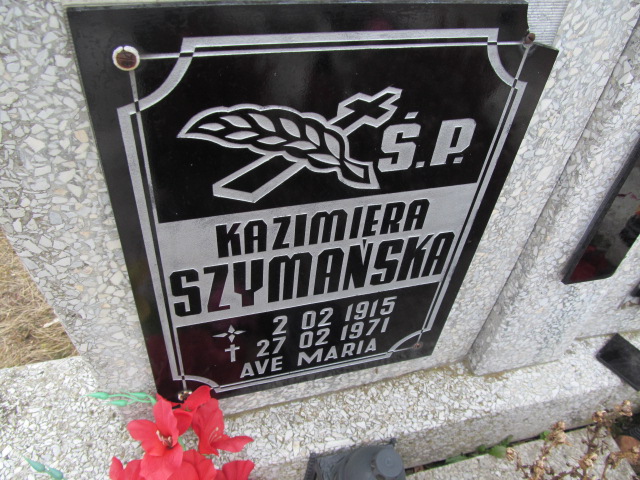 Ś.P.
KAZIMIERA
SZYMAŃSKA
2 02 1915
27 02 1971
AVE MARIA